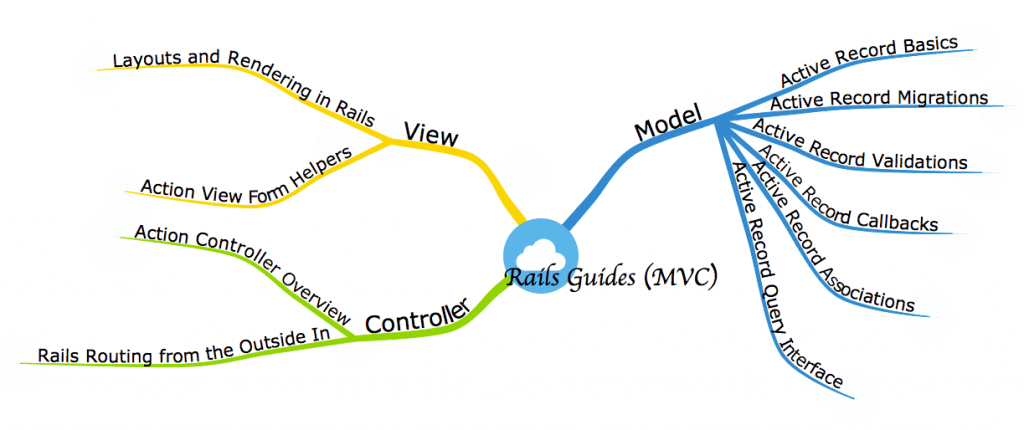 Rails Guides (MVC)
Model
Active Record Basics
Active Record Migrations
Active Record Validations
Active Record Callbacks
Active Record Associations
Active Record Query Interface
View
Layouts and Rendering in Rails
Action View Form Helpers
Controller
Action Controller Overview
Rails Routing from the Outside In